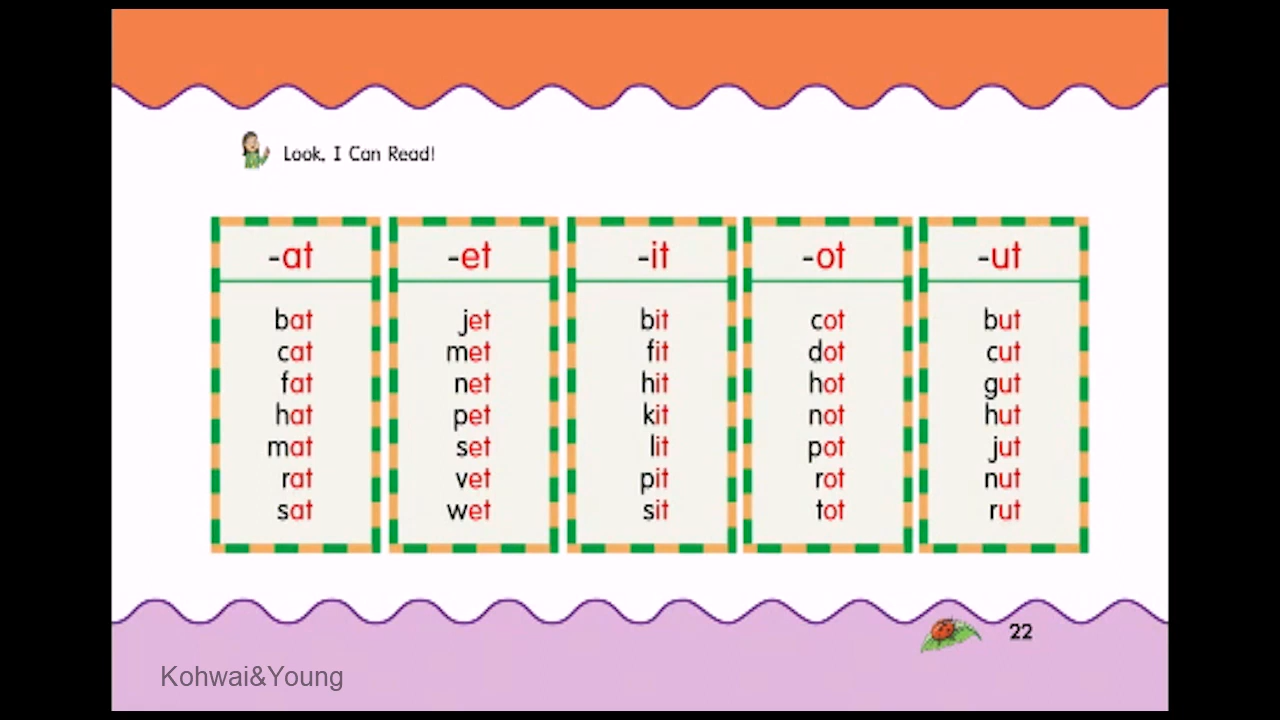 Look, I Can Read!
-at
bat
cat
fat
hat
mat
rat
sat
-et
jet
met
net
pet
set
vet
wet
-it
bit
fit
hit
kit
lit
pit
sit
-ot
cot
dot
hot
not
pot
rot
tot
-ut
but
cut
gut
hut
jut
nut
rut
22
Kohwai&Young